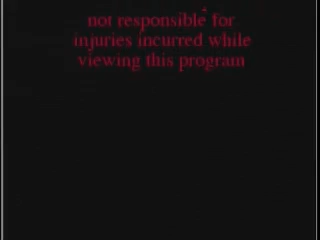 not responsible for
injuries incurred while
viewing this program